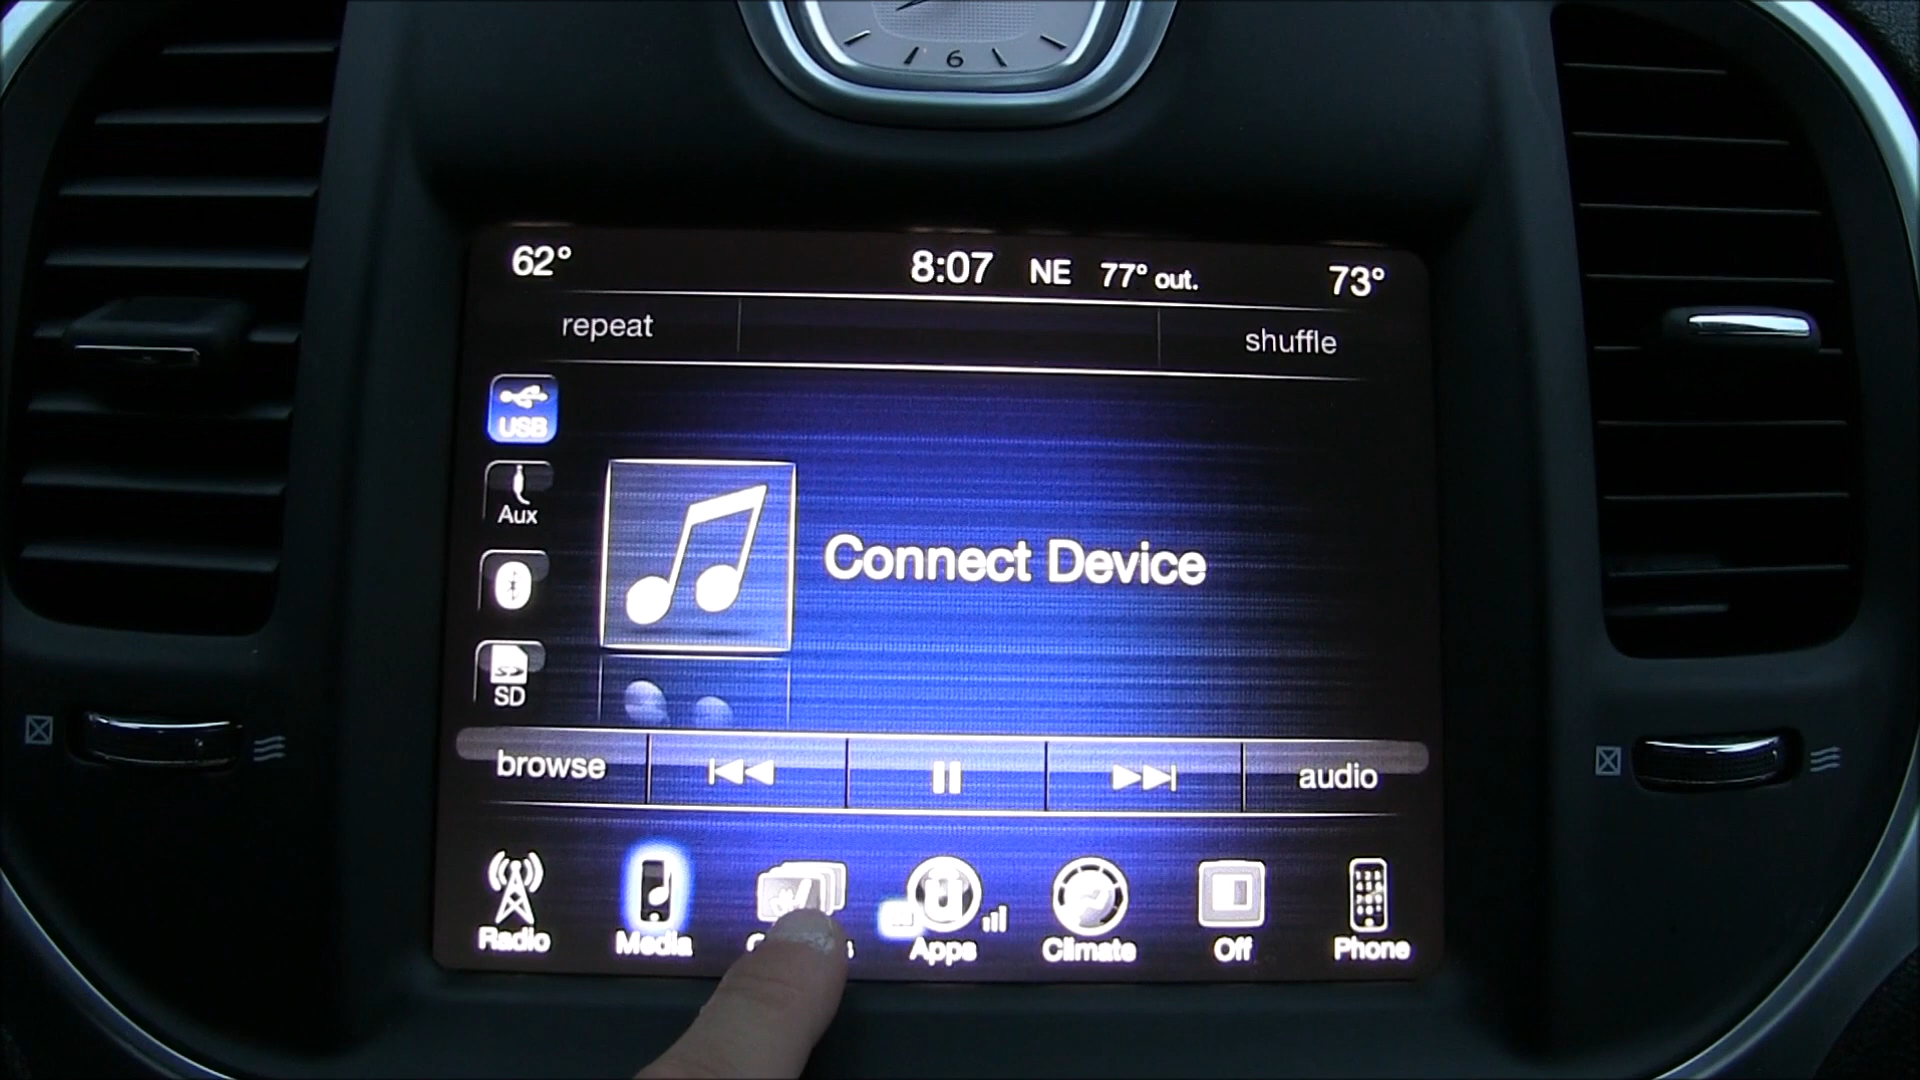 6
62° 8:07 NE 77° out. 73°
repeat shuffle
USB
Aux
Connect Device
SD
browse audio
Radio Media Apps Climate Off Phone